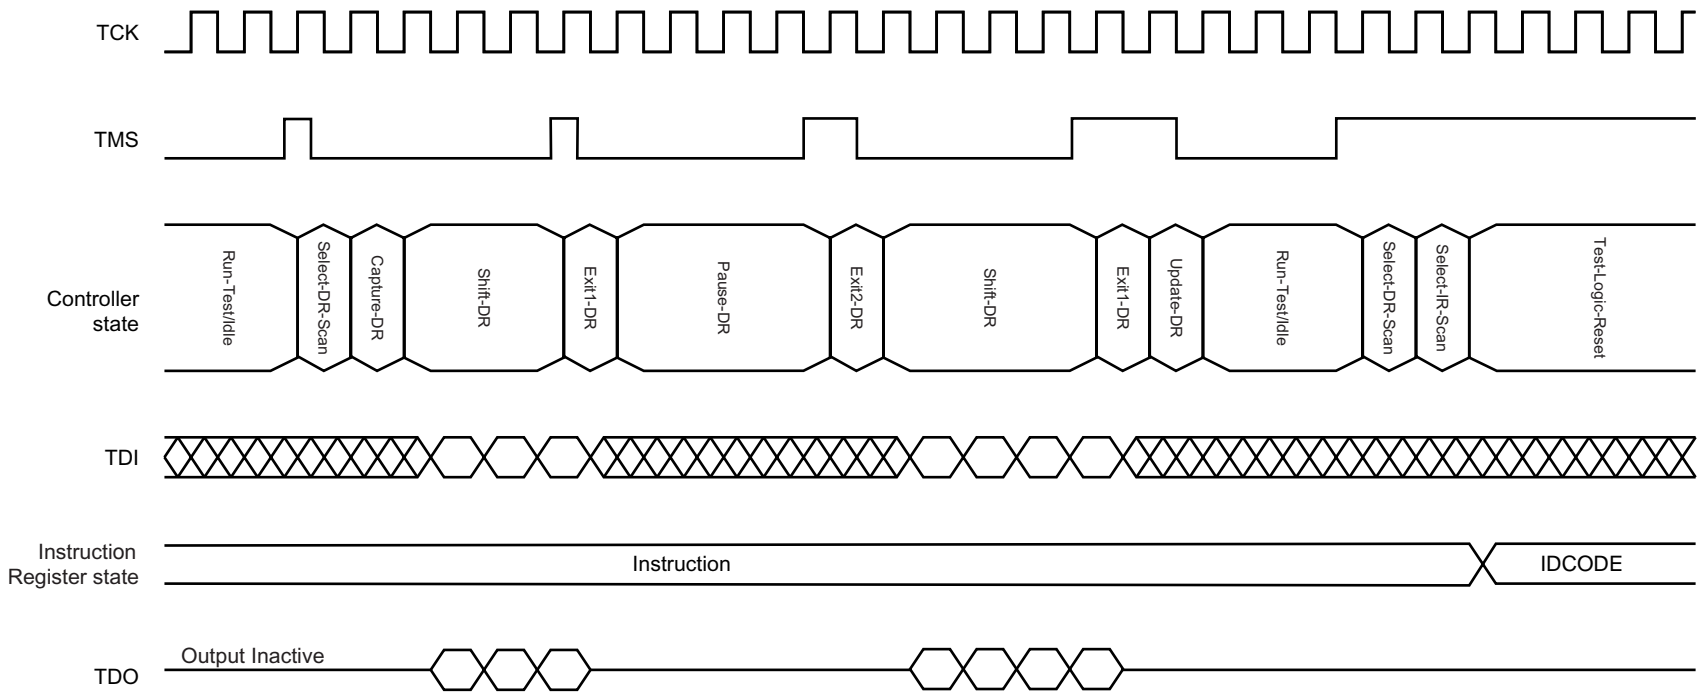 TCK
TMS
Controller
state
Run-Test/Idle
Select-DR-Scan
Capture-DR
Shift-DR
Exit1-DR
Pause-DR
Exit2-DR
Shift-DR
Exit1-DR
Update-DR
Run-Test/Idle
Select-DR-Scan
Select-IR-Scan
Test-Logic-Reset
TDI
Instruction
Register state
Instruction
IDCODE
TDO
Output Inactive